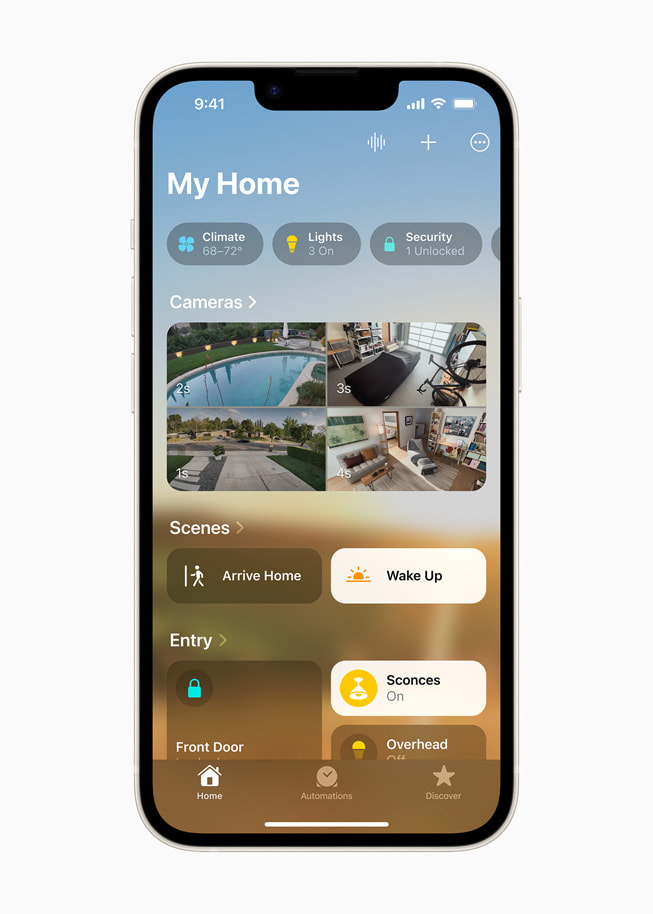 9:41
My Home
Climate
68–72°
Lights
3 On
Security
1 Unlocked
Cameras
2s
3s
1s
4s
Scenes
Arrive Home
Wake Up
Entry
Front Door
Sconces
On
Overhead
Off
Home
Automations
Discover